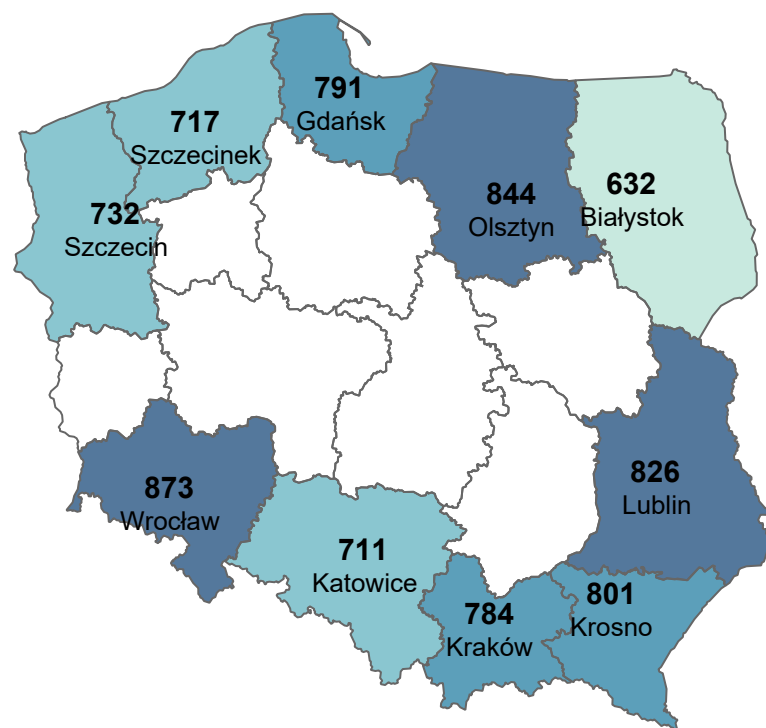 791
Gdańsk
717
Szczecinek
844
Olsztyn
632
Białystok
732
Szczecin
873
Wrocław
826
Lublin
711
Katowice
784
Kraków
801
Krosno